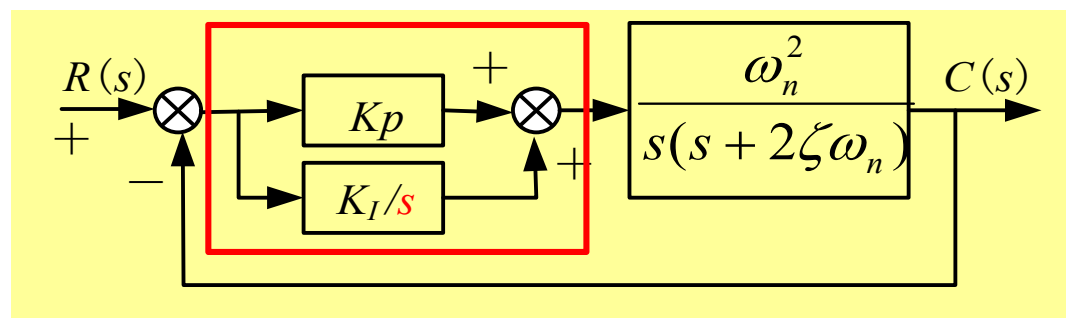 R(s)
+
−
Kp
K_I/s
+
+
ω_n^2
s(s + 2ζω_n)
C(s)